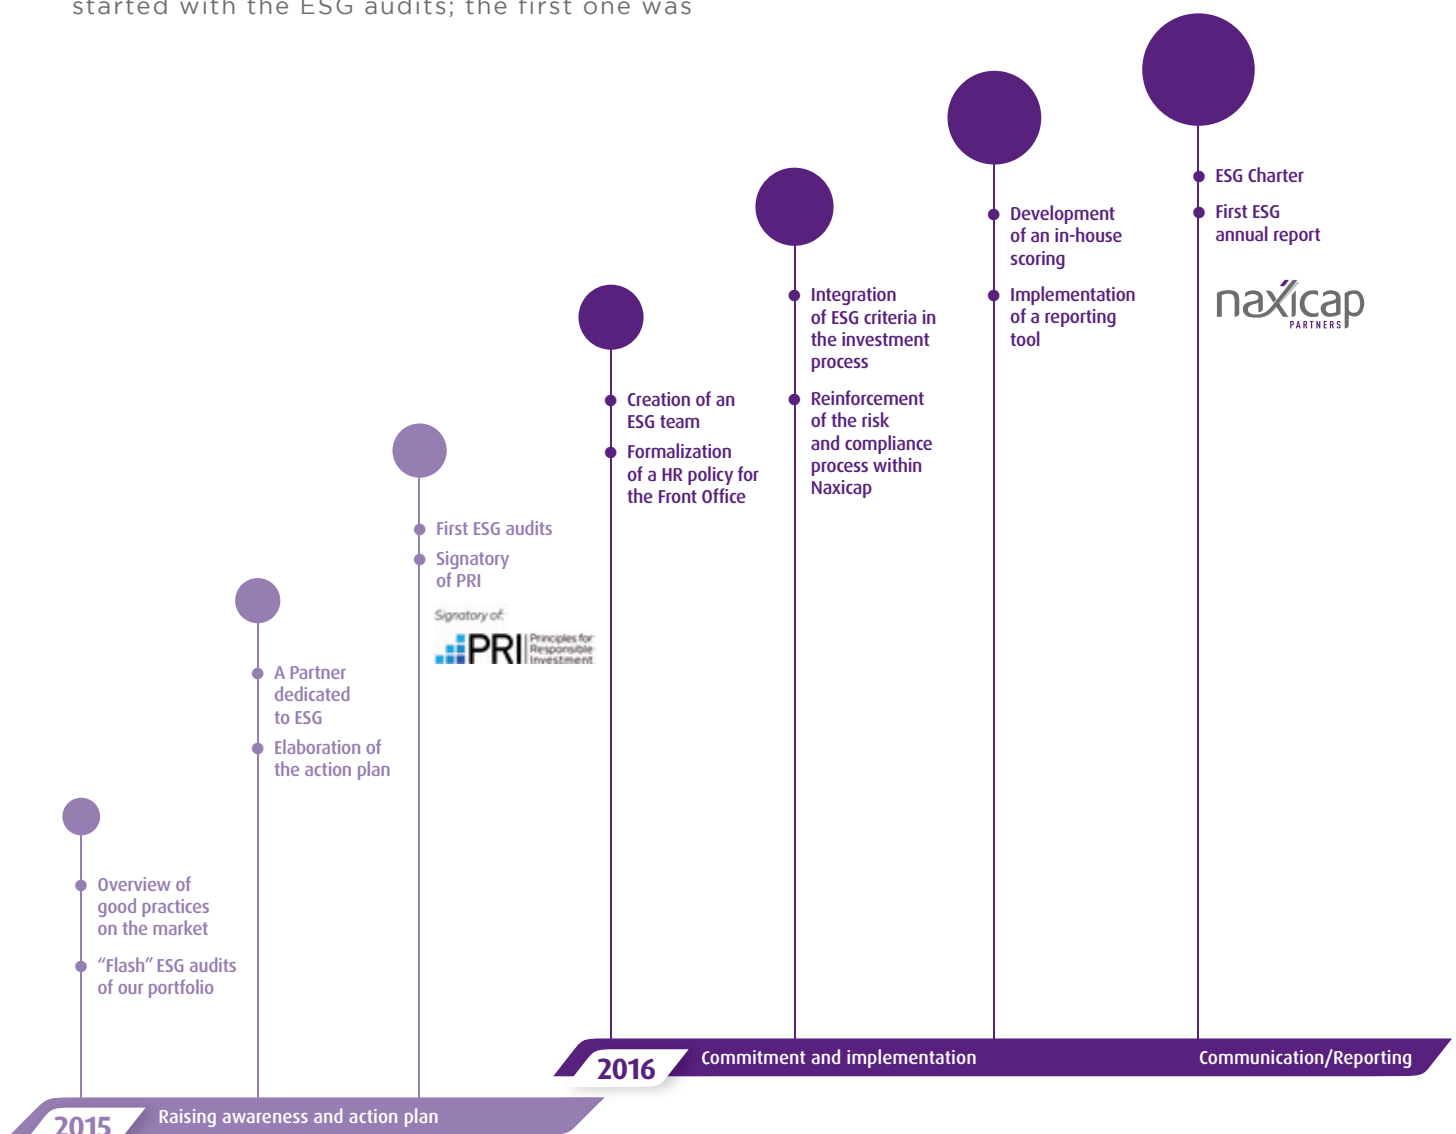 started with the ESG audits; the first one was
ESG Charter
First ESG
annual report
naxicap
PARTNERS
Development
of an in-house
scoring
Implementation
of a reporting
tool
Integration
of ESG criteria in
the investment
process
Reinforcement
of the risk
and compliance
process within
Naxicap
Creation of an
ESG team
Formalization
of a HR policy for
the Front Office
First ESG audits
Signatory
of PRI
Signatory of:
PRI
Principles for
Responsible
Investment
A Partner
dedicated
to ESG
Elaboration of
the action plan
Overview of
good practices
on the market
“Flash” ESG audits
of our portfolio
2016
Commitment and implementation
Communication/Reporting
2015
Raising awareness and action plan